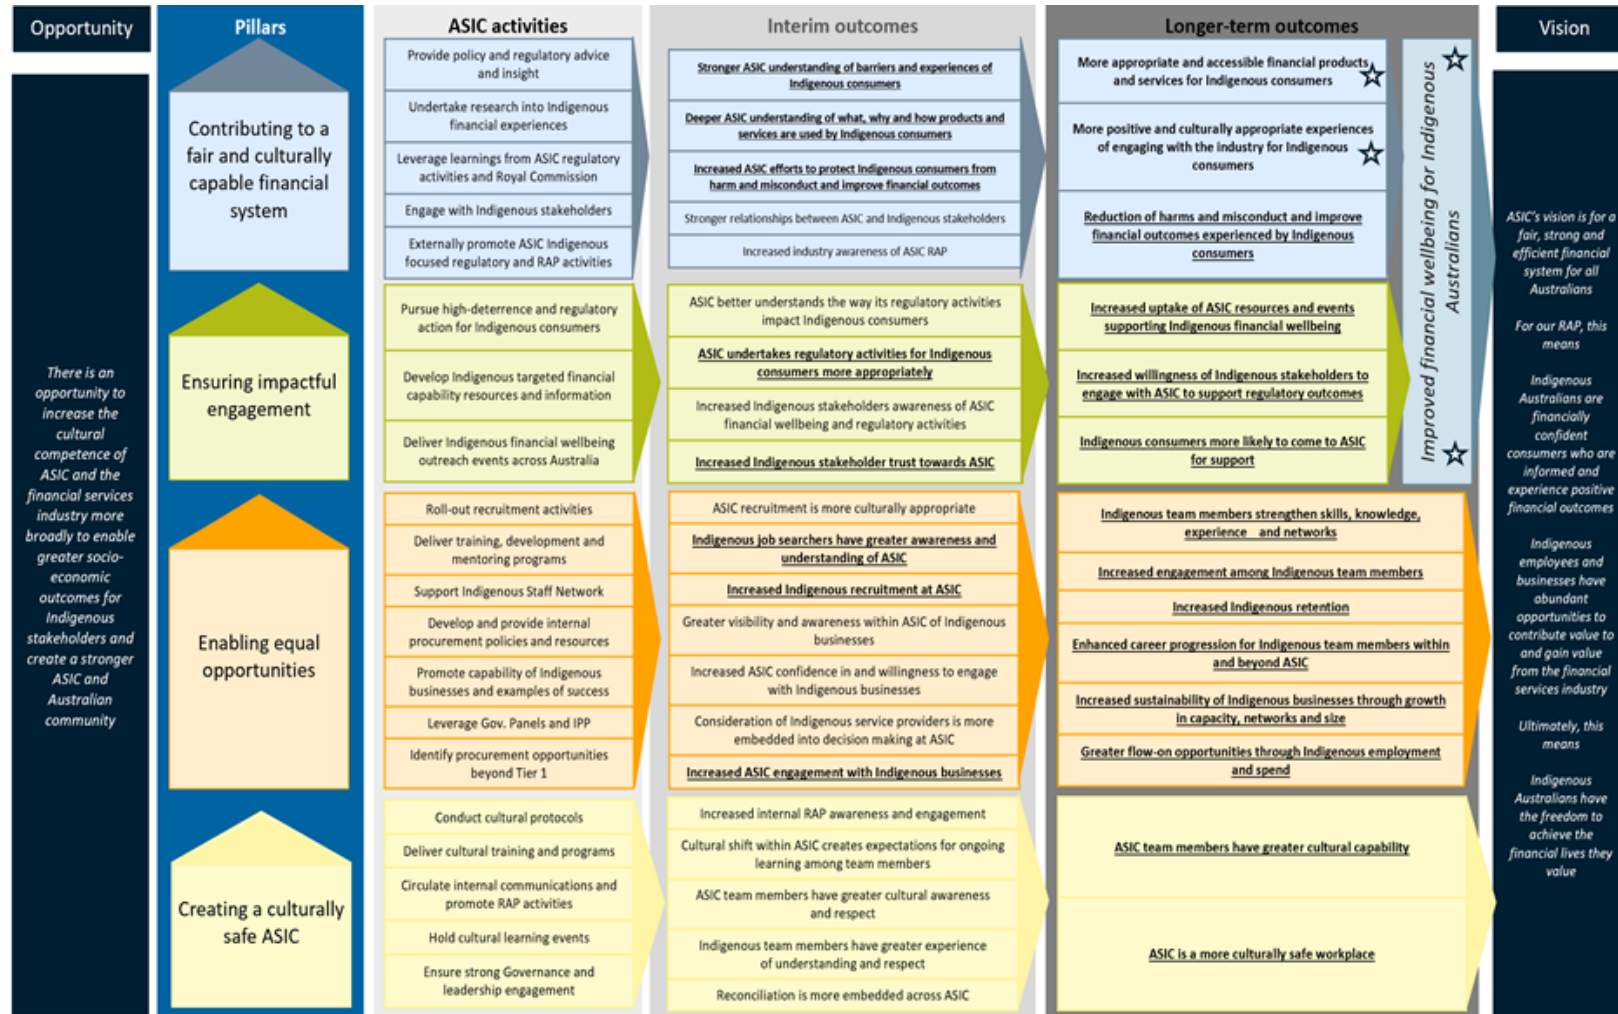 Opportunity
There is an
opportunity to
increase the
cultural
competence of
ASIC and the
financial services
industry more
broadly to enable
greater socio-
economic
outcomes for
Indigenous
stakeholders and
create a stronger
ASIC and
Australian
community
Pillars
Contributing to a
fair and culturally
capable financial
system
Ensuring impactful
engagement
Enabling equal
opportunities
Creating a culturally
safe ASIC
ASIC activities
Provide policy and regulatory advice
and insight
Undertake research into Indigenous
financial experiences
Leverage learnings from ASIC regulatory
activities and Royal Commission
Engage with Indigenous stakeholders
Externally promote ASIC Indigenous
focused regulatory and RAP activities
Pursue high-deterrence and regulatory
action for Indigenous consumers
Develop Indigenous targeted financial
capability resources and information
Deliver Indigenous financial wellbeing
outreach events across Australia
Roll-out recruitment activities
Deliver training, development and
mentoring programs
Support Indigenous Staff Network
Develop and provide internal
procurement policies and resources
Promote capability of Indigenous
businesses and examples of success
Leverage Gov. Panels and IPP
Identify procurement opportunities
beyond Tier 1
Conduct cultural protocols
Deliver cultural training and programs
Circulate internal communications and
promote RAP activities
Hold cultural learning events
Ensure strong Governance and
leadership engagement
Interim outcomes
Stronger ASIC understanding of barriers and experiences of
Indigenous consumers
Deeper ASIC understanding of what, why and how products and
services are used by Indigenous consumers
Increased ASIC efforts to protect Indigenous consumers from
harm and misconduct and improve financial outcomes
Stronger relationships between ASIC and Indigenous stakeholders
Increased industry awareness of ASIC RAP
ASIC better understands the way its regulatory activities
impact Indigenous consumers
ASIC undertakes regulatory activities for Indigenous
consumers more appropriately
Increased Indigenous stakeholders awareness of ASIC
financial wellbeing and regulatory activities
Increased Indigenous stakeholder trust towards ASIC
ASIC recruitment is more culturally appropriate
Indigenous job searchers have greater awareness and
understanding of ASIC
Increased Indigenous recruitment at ASIC
Greater visibility and awareness within ASIC of Indigenous
businesses
Increased ASIC confidence in and willingness to engage
with Indigenous businesses
Consideration of Indigenous service providers is more
embedded into decision making at ASIC
Increased ASIC engagement with Indigenous businesses
Increased internal RAP awareness and engagement
Cultural shift within ASIC creates expectations for ongoing
learning among team members
ASIC team members have greater cultural awareness
and respect
Indigenous team members have greater experience
of understanding and respect
Reconciliation is more embedded across ASIC
Longer-term outcomes
More appropriate and accessible financial products
and services for Indigenous consumers
More positive and culturally appropriate experiences
of engaging with the industry for Indigenous
consumers
Reduction of harms and misconduct and improve
financial outcomes experienced by Indigenous
consumers
Increased uptake of ASIC resources and events
supporting Indigenous financial wellbeing
Increased willingness of Indigenous stakeholders to
engage with ASIC to support regulatory outcomes
Indigenous consumers more likely to come to ASIC
for support
Indigenous team members strengthen skills, knowledge,
experience and networks
Increased engagement among Indigenous team members
Increased Indigenous retention
Enhanced career progression for Indigenous team members within
and beyond ASIC
Increased sustainability of Indigenous businesses through growth
in capacity, networks and size
Greater flow-on opportunities through Indigenous employment
and spend
ASIC team members have greater cultural capability
ASIC is a more culturally safe workplace
Improved financial wellbeing for Indigenous
Australians
Vision
ASIC's vision is for a
fair, strong and
efficient financial
system for all
Australians
For our RAP, this
means
Indigenous
Australians are
financially
confident
consumers who are
informed and
experience positive
financial outcomes
Indigenous
employees and
businesses have
abundant
opportunities to
contribute value to
and gain value
from the financial
services industry
Ultimately, this
means
Indigenous
Australians have
the freedom to
achieve the
financial lives they
value